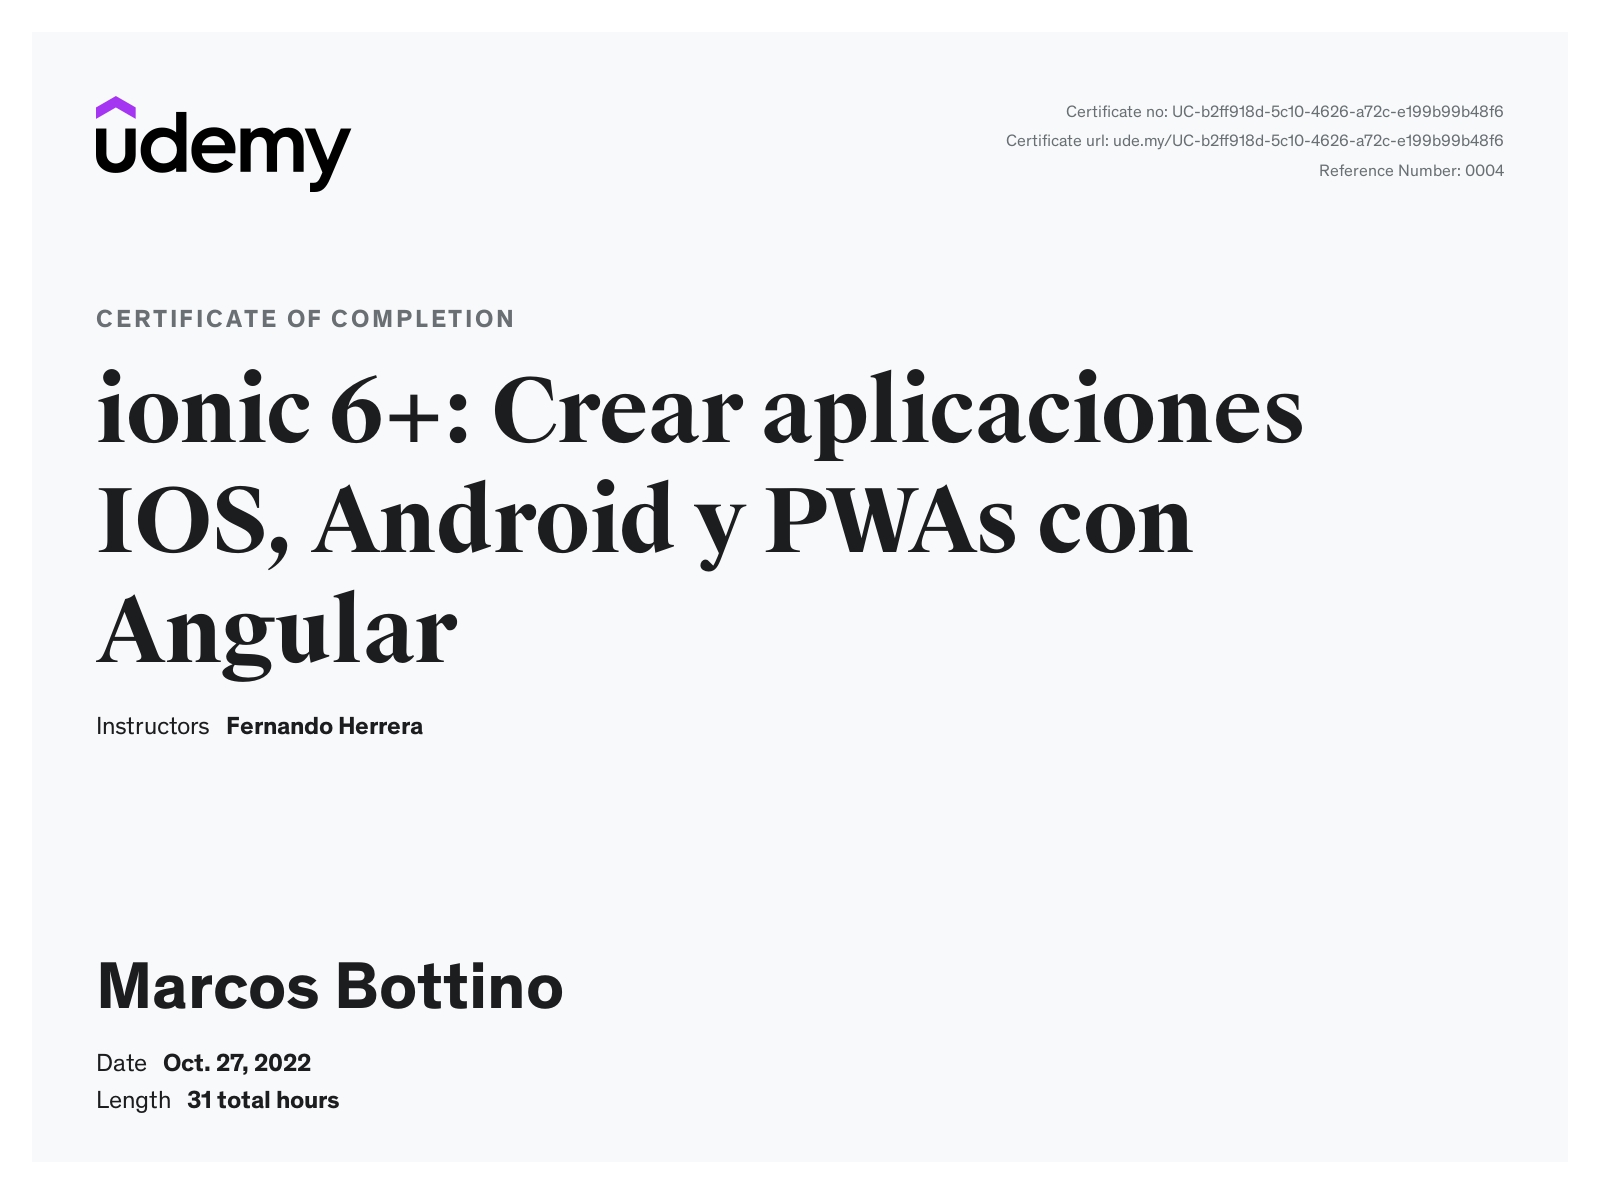 udemy
Certificate no: UC-b2ff918d-5c10-4626-a72c-e199b99b48f6
Certificate url: ude.my/UC-b2ff918d-5c10-4626-a72c-e199b99b48f6
Reference Number: 0004
CERTIFICATE OF COMPLETION
ionic 6+: Crear aplicaciones
IOS, Android y PWAs con
Angular
Instructors Fernando Herrera
Marcos Bottino
Date Oct. 27, 2022
Length 31 total hours